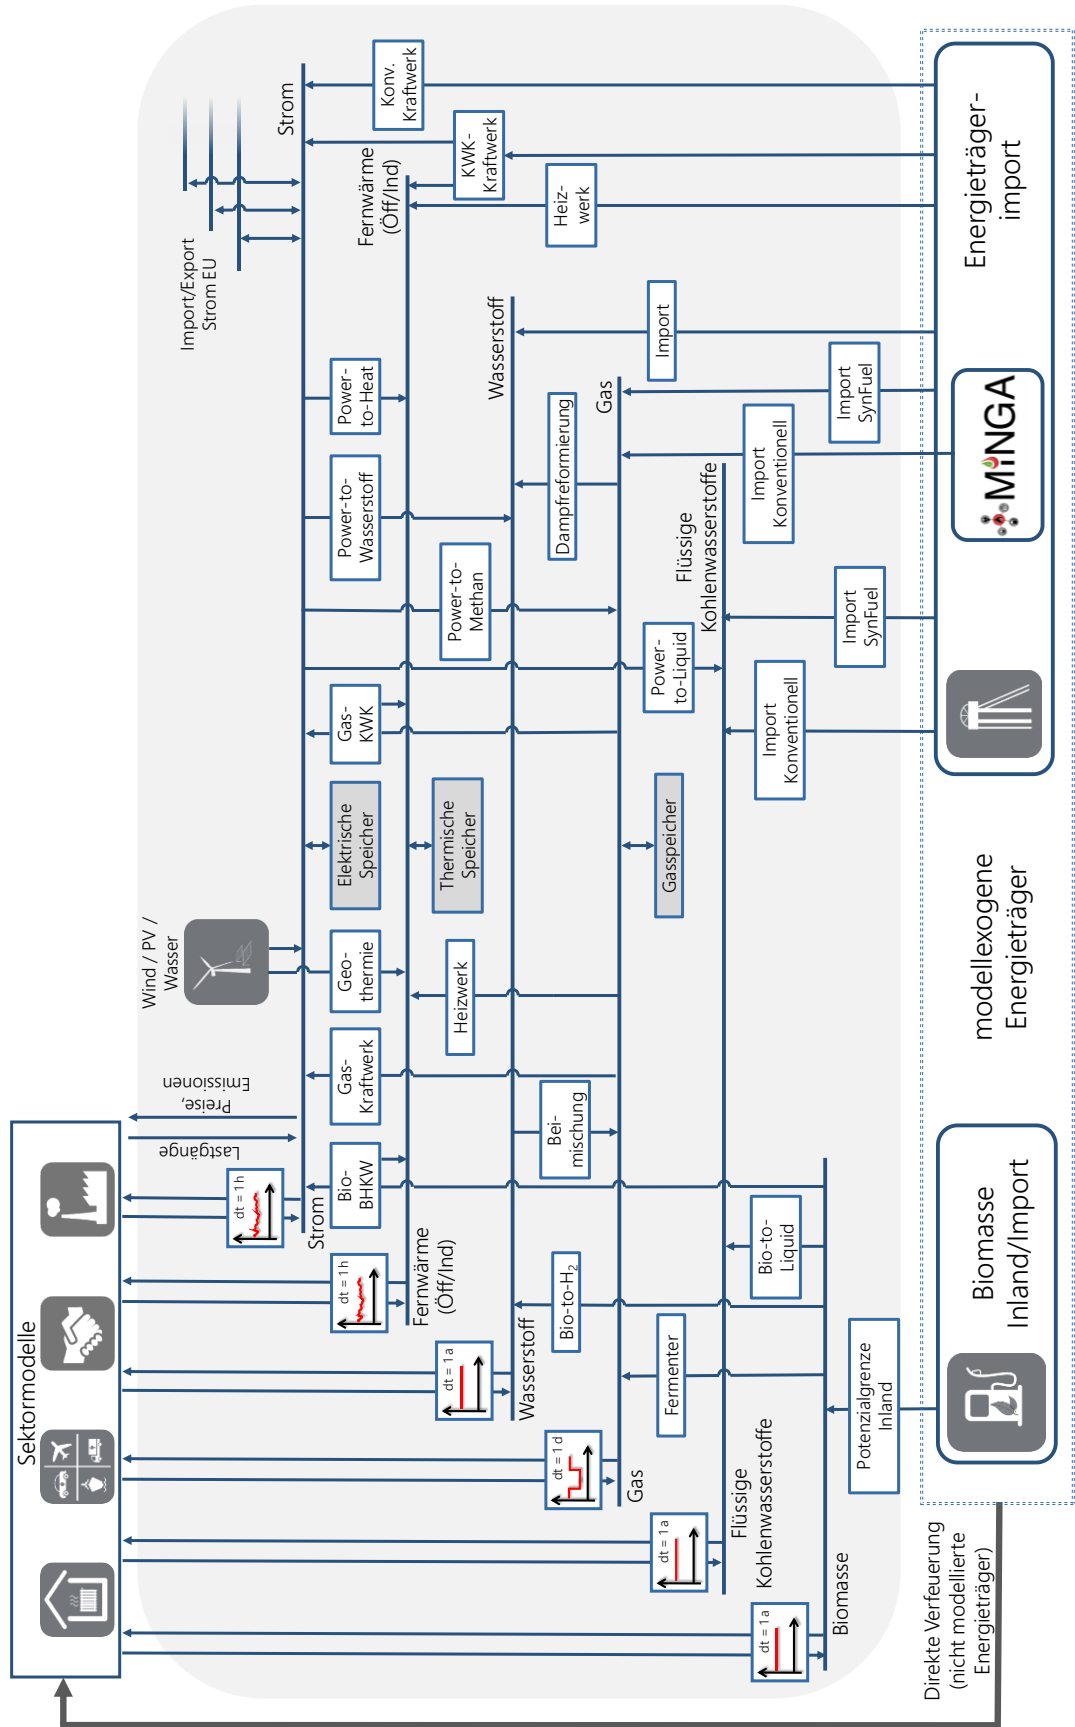 Sektormodelle
Lastgänge
Preise,
Emissionen
Wind / PV /
Wasser
Import/Export
Strom EU
dt = 1h
Strom
Strom
dt = 1h
Fernwärme
(Öff/Ind)
Fernwärme
(Öff/Ind)
dt = 1a
Wasserstoff
Wasserstoff
dt = 1 d
Gas
Gas
dt = 1a
Flüssige
Kohlenwasserstoffe
Flüssige
Kohlenwasserstoffe
dt = 1a
Biomasse
Bio-
BHKW
Gas-
Kraftwerk
Geo-
thermie
Elektrische
Speicher
Gas-
KWK
Power-to-
Wasserstoff
Power-
to-Heat
Konv.
Kraftwerk
Heizwerk
Thermische
Speicher
Power-to-
Methan
KWK-
Kraftwerk
Bio-to-H2
Bei-
mischung
Dampfreformierung
Heiz-
werk
Fermenter
Gasspeicher
Power-
to-Liquid
Import
Bio-to-
Liquid
Import
Konventionell
Import
Konventionell
Potenzialgrenze
Inland
Import
SynFuel
Import
SynFuel
Direkte Verfeuerung
(nicht modellierte
Energieträger)
Biomasse
Inland/Import
modellexogene
Energieträger
MINGA
Energieträger-
import